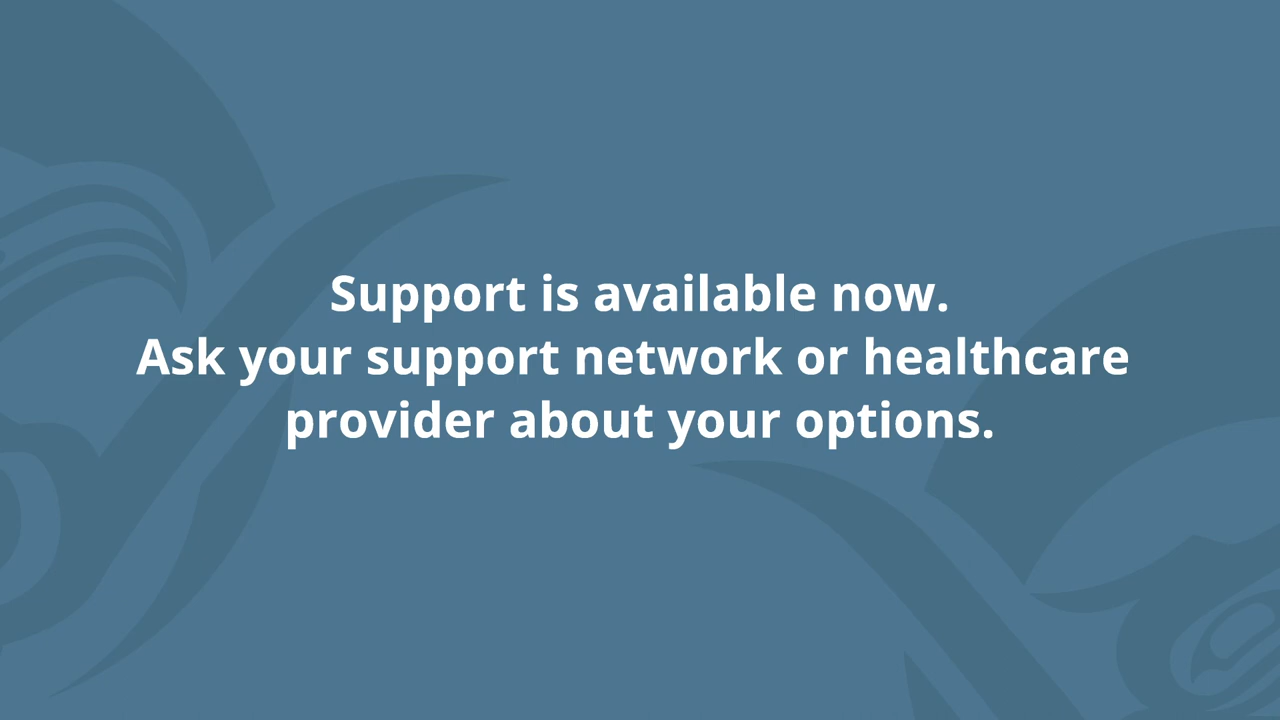 Support is available now.
Ask your support network or healthcare
provider about your options.